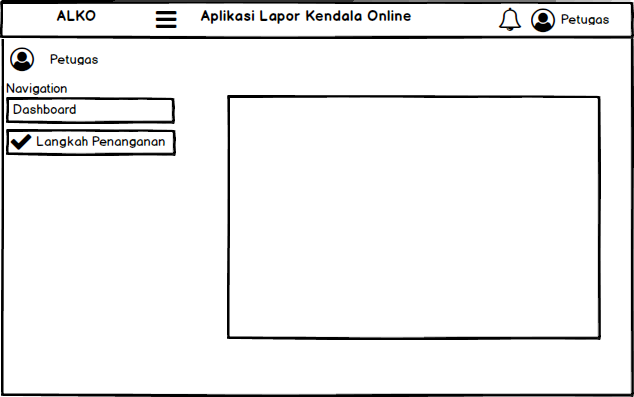 ALKO
Aplikasi Lapor Kendala Online
Petugas
Petugas
Navigation
Dashboard
Langkah Penanganan